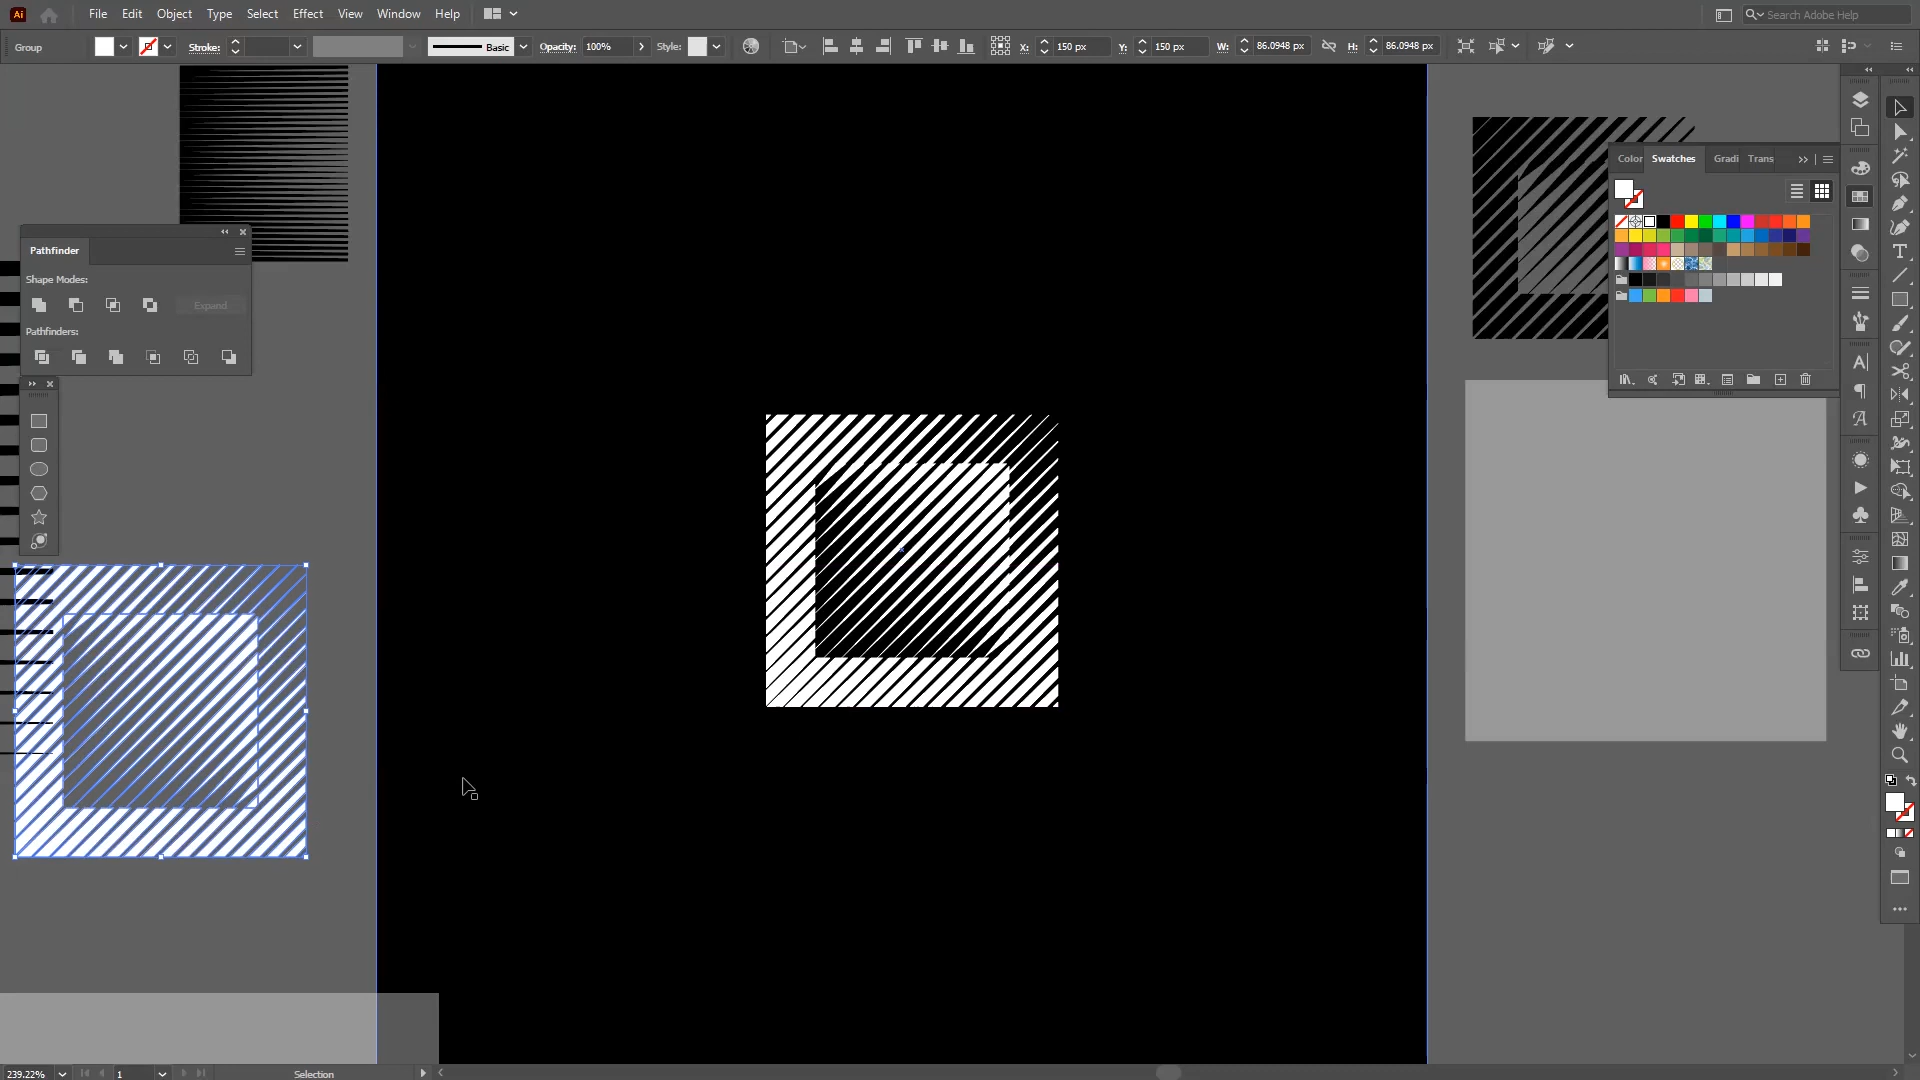 Ai File Edit Object Type Select Effect View Window Help Search Adobe Help
Group Stroke: Basic Opacity: 100% Style: X: 150 px Y: 150 px W: 86.0948 px H: 86.0948 px
Color Swatches Gradi Trans
Pathfinder
Shape Modes:
Expand
Pathfinders:
239.22% 1 Selection